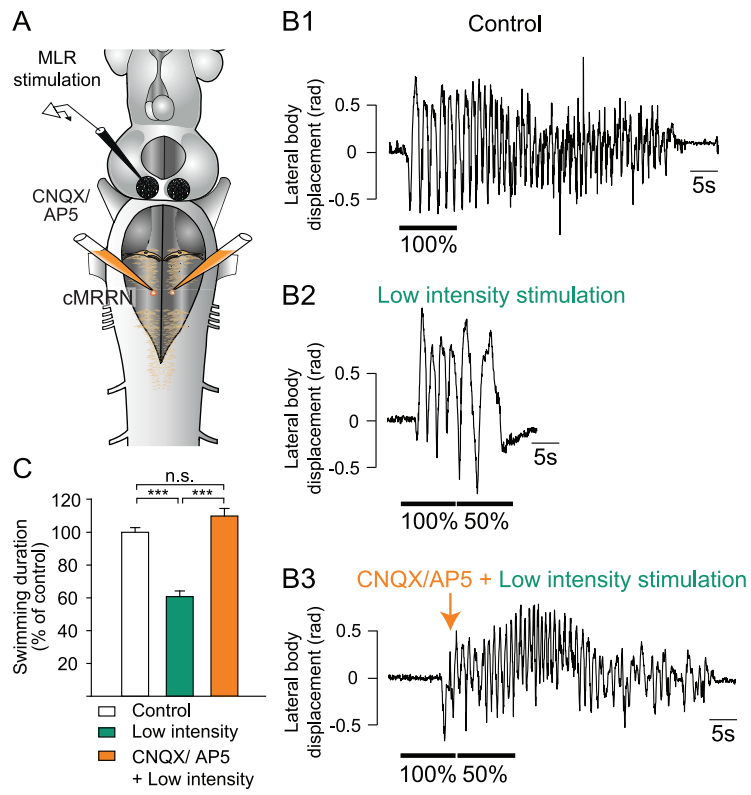 A
MLR
stimulation
CNQX/
AP5
cMRRN
B1
Control
Lateral body
displacement (rad)
0.5
0
-0.5
5s
100%
B2
Low intensity stimulation
Lateral body
displacement (rad)
0.5
0
-0.5
5s
100% 50%
B3
CNQX/AP5 + Low intensity stimulation
Lateral body
displacement (rad)
0.5
0
-0.5
5s
100% 50%
C
n.s.
*** ***
Swimming duration
(% of control)
120
100
80
60
40
20
Control
Low intensity
CNQX/ AP5
+ Low intensity